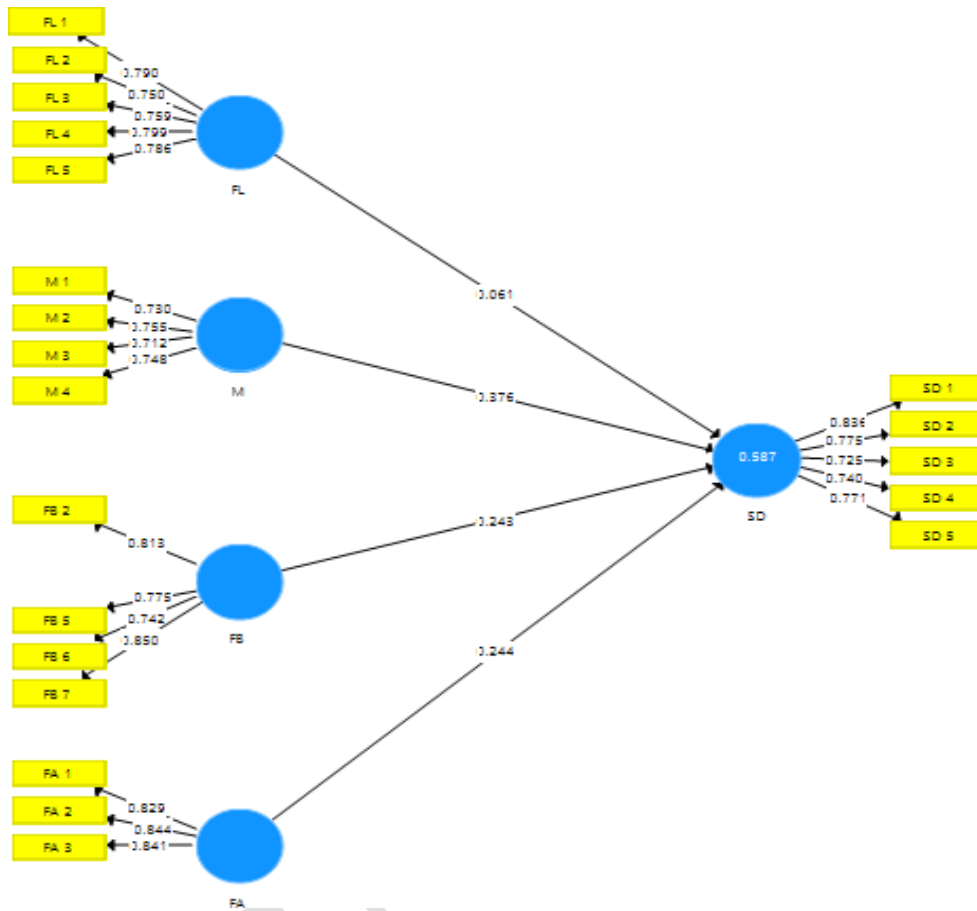 FL 1
FL 2
FL 3
FL 4
FL 5
0.790
0.750
0.759
0.799
0.786
FL
M 1
M 2
M 3
M 4
0.730
0.755
0.712
0.748
M
FB 2
FB 5
FB 6
FB 7
0.813
0.775
0.742
0.850
FB
FA 1
FA 2
FA 3
0.829
0.844
0.841
FA
0.061
0.376
0.243
0.244
0.587
SD
0.836
0.775
0.725
0.740
0.771
SD 1
SD 2
SD 3
SD 4
SD 5